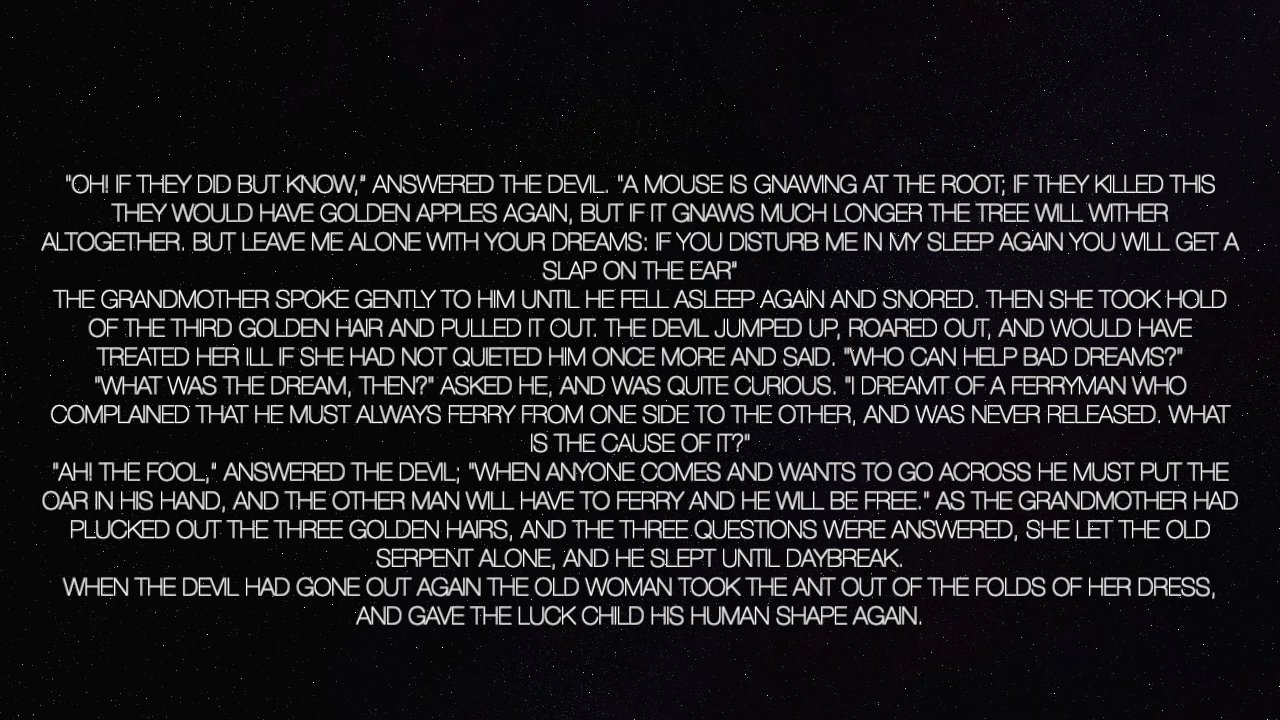 "OH! IF THEY DID BUT KNOW," ANSWERED THE DEVIL. "A MOUSE IS GNAWING AT THE ROOT; IF THEY KILLED THIS
THEY WOULD HAVE GOLDEN APPLES AGAIN, BUT IF IT GNAWS MUCH LONGER THE TREE WILL WITHER
ALTOGETHER. BUT LEAVE ME ALONE WITH YOUR DREAMS: IF YOU DISTURB ME IN MY SLEEP AGAIN YOU WILL GET A
SLAP ON THE EAR"
THE GRANDMOTHER SPOKE GENTLY TO HIM UNTIL HE FELL ASLEEP AGAIN AND SNORED. THEN SHE TOOK HOLD
OF THE THIRD GOLDEN HAIR AND PULLED IT OUT. THE DEVIL JUMPED UP, ROARED OUT, AND WOULD HAVE
TREATED HER ILL IF SHE HAD NOT QUIETED HIM ONCE MORE AND SAID. "WHO CAN HELP BAD DREAMS?"
"WHAT WAS THE DREAM, THEN?" ASKED HE, AND WAS QUITE CURIOUS. "I DREAMT OF A FERRYMAN WHO
COMPLAINED THAT HE MUST ALWAYS FERRY FROM ONE SIDE TO THE OTHER, AND WAS NEVER RELEASED. WHAT
IS THE CAUSE OF IT?"
"AH! THE FOOL," ANSWERED THE DEVIL; "WHEN ANYONE COMES AND WANTS TO GO ACROSS HE MUST PUT THE
OAR IN HIS HAND, AND THE OTHER MAN WILL HAVE TO FERRY AND HE WILL BE FREE." AS THE GRANDMOTHER HAD
PLUCKED OUT THE THREE GOLDEN HAIRS, AND THE THREE QUESTIONS WERE ANSWERED, SHE LET THE OLD
SERPENT ALONE, AND HE SLEPT UNTIL DAYBREAK.
WHEN THE DEVIL HAD GONE OUT AGAIN THE OLD WOMAN TOOK THE ANT OUT OF THE FOLDS OF HER DRESS,
AND GAVE THE LUCK CHILD HIS HUMAN SHAPE AGAIN.